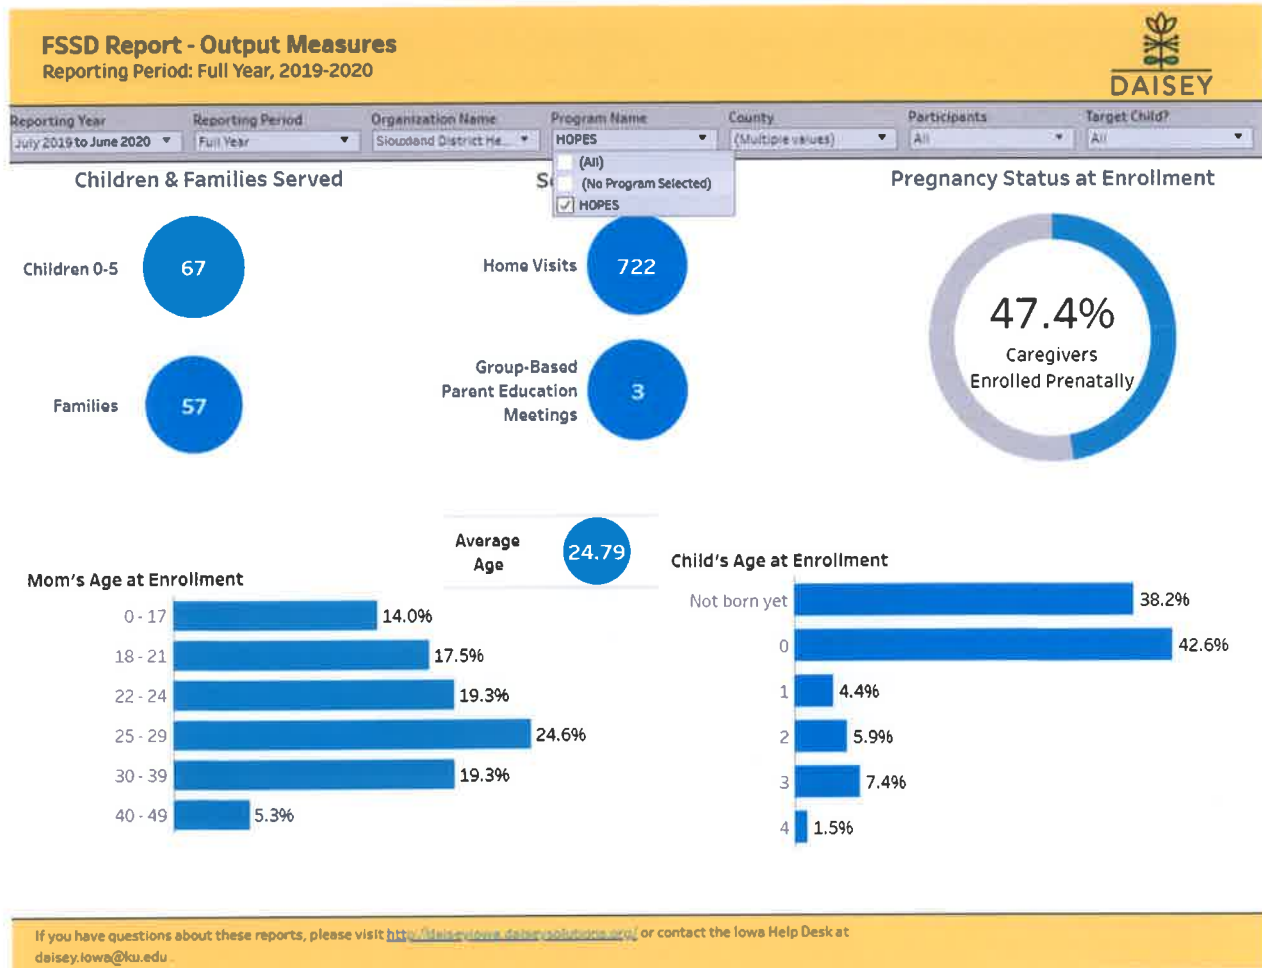 FSSD Report - Output Measures
Reporting Period: Full Year, 2019-2020
DAISEY
Reporting Year
Reporting Period
Organization Name
Program Name
County
Participants
Target Child?
July 2019 to June 2020
Full Year
Siouxland District He...
HOPES
(Multiple values)
All
All
(All)
(No Program Selected)
HOPES
Children & Families Served
Pregnancy Status at Enrollment
Children 0-5
67
Families
57
Home Visits
722
Group-Based
Parent Education
Meetings
3
47.4%
Caregivers
Enrolled Prenatally
Average
Age
24.79
Mom's Age at Enrollment
0 - 17
14.0%
18 - 21
17.5%
22 - 24
19.3%
25 - 29
24.6%
30 - 39
19.3%
40 - 49
5.3%
Child's Age at Enrollment
Not born yet
38.2%
0
42.6%
1
4.4%
2
5.9%
3
7.4%
4
1.5%
If you have questions about these reports, please visit http://daiseyiowa.daiseysolutions.org/ or contact the Iowa Help Desk at
daisey.iowa@ku.edu.